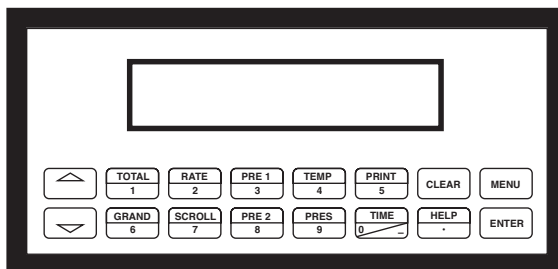 TOTAL RATE PRE 1 TEMP PRINT
1 2 3 4 5 CLEAR MENU
GRAND SCROLL PRE 2 PRES TIME HELP
6 7 8 9 0 – . ENTER